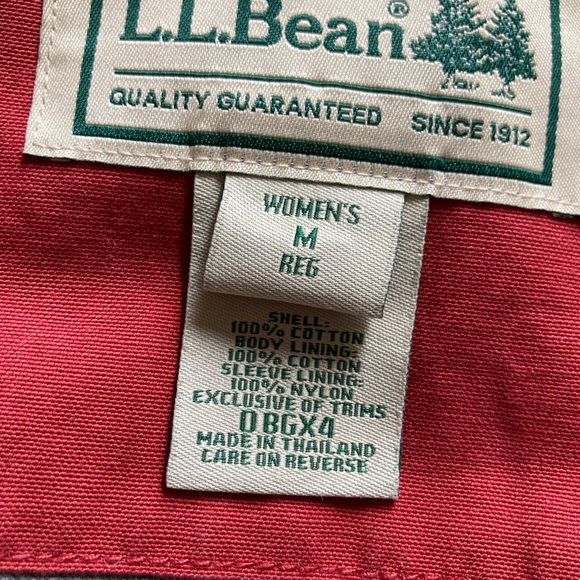 L.L.Bean®
QUALITY GUARANTEED SINCE 1912
WOMEN'S
M
REG
SHELL:
100% COTTON
BODY LINING:
100% COTTON
SLEEVE LINING:
100% NYLON
EXCLUSIVE OF TRIMS
0BGX4
MADE IN THAILAND
CARE ON REVERSE